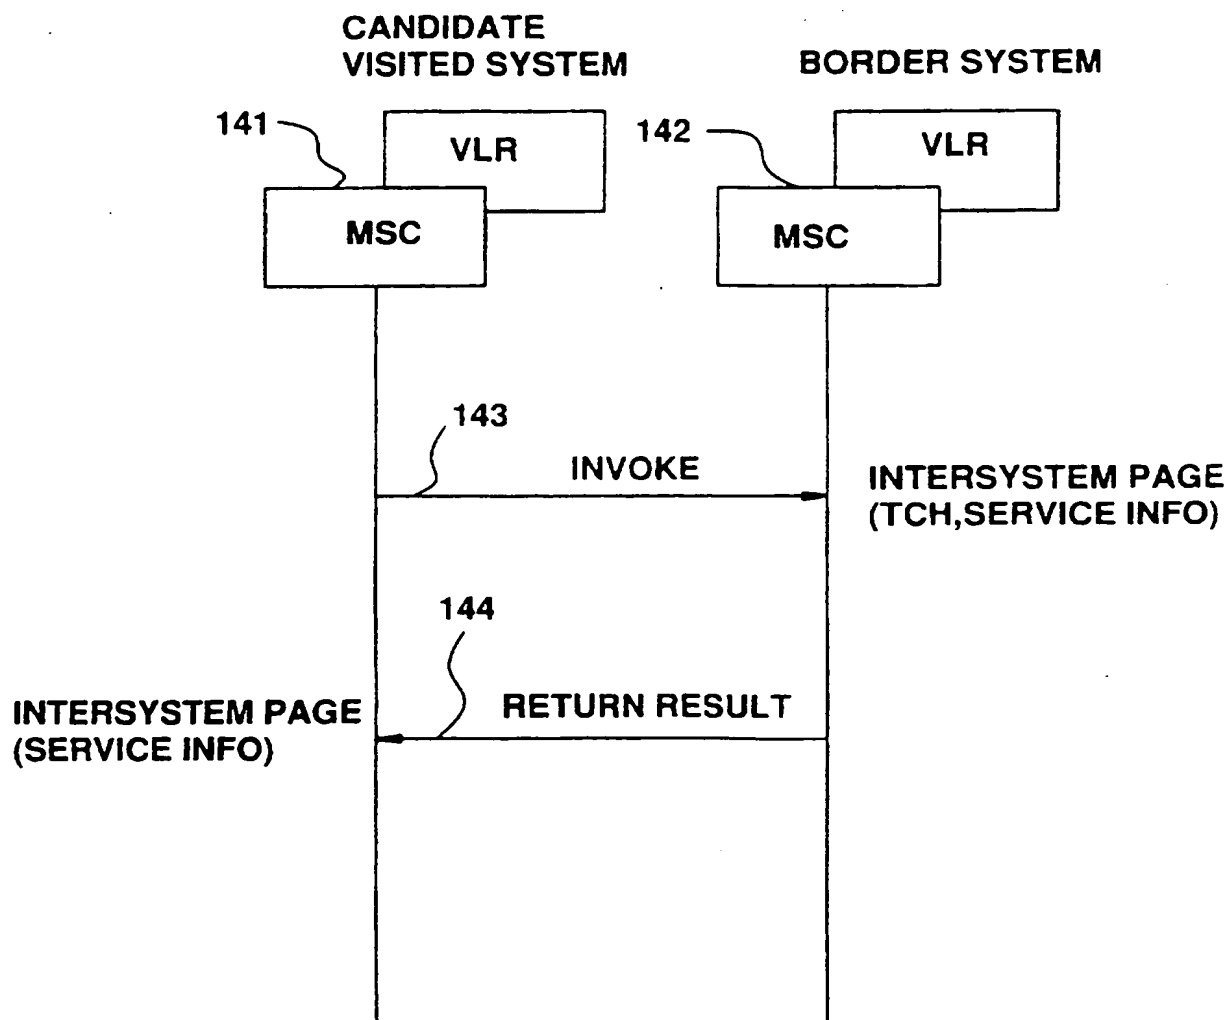 CANDIDATE
VISITED SYSTEM
BORDER SYSTEM
141
VLR
142
VLR
MSC
MSC
143
INVOKE
INTERSYSTEM PAGE
(TCH,SERVICE INFO)
144
RETURN RESULT
INTERSYSTEM PAGE
(SERVICE INFO)